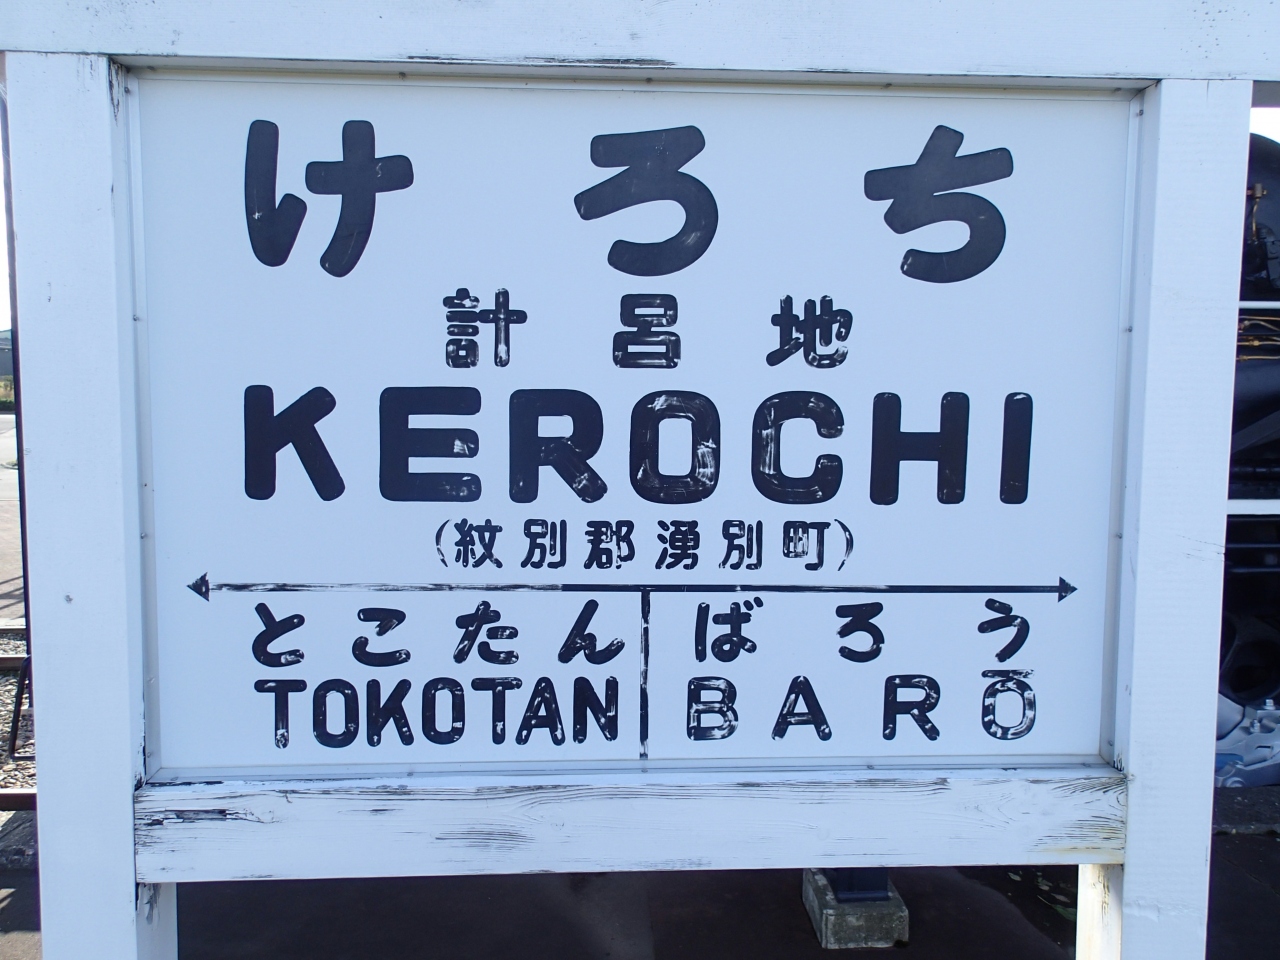 けろち
計呂地
KEROCHI
(紋別郡湧別町)
とこたん ばろう
TOKOTAN BARŌ